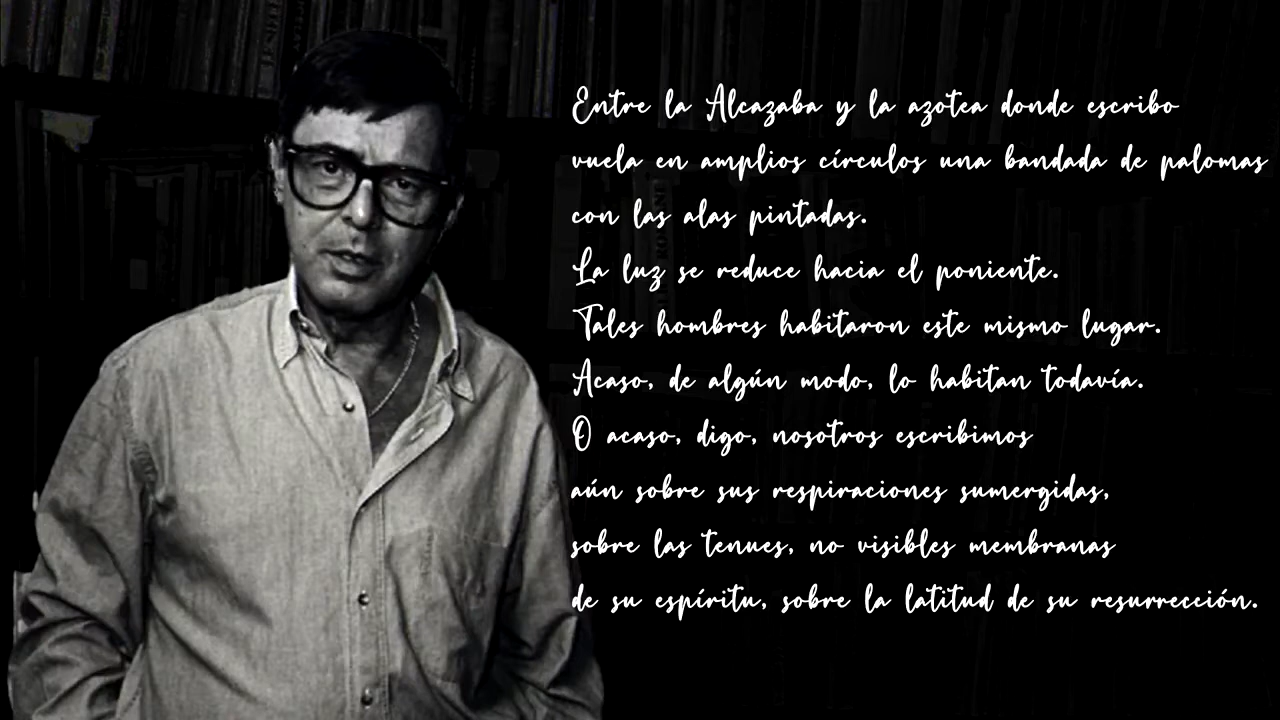 Entre la Alcazaba y la azotea donde escribo
vuela en amplios círculos una bandada de palomas
con las alas pintadas.
La luz se reduce hacia el poniente.
Tales hombres habitaron este mismo lugar.
Acaso, de algún modo, lo habitan todavía.
O acaso, digo, nosotros escribimos
aún sobre sus respiraciones sumergidas,
sobre las tenues, no visibles membranas
de su espíritu, sobre la latitud de su resurrección.